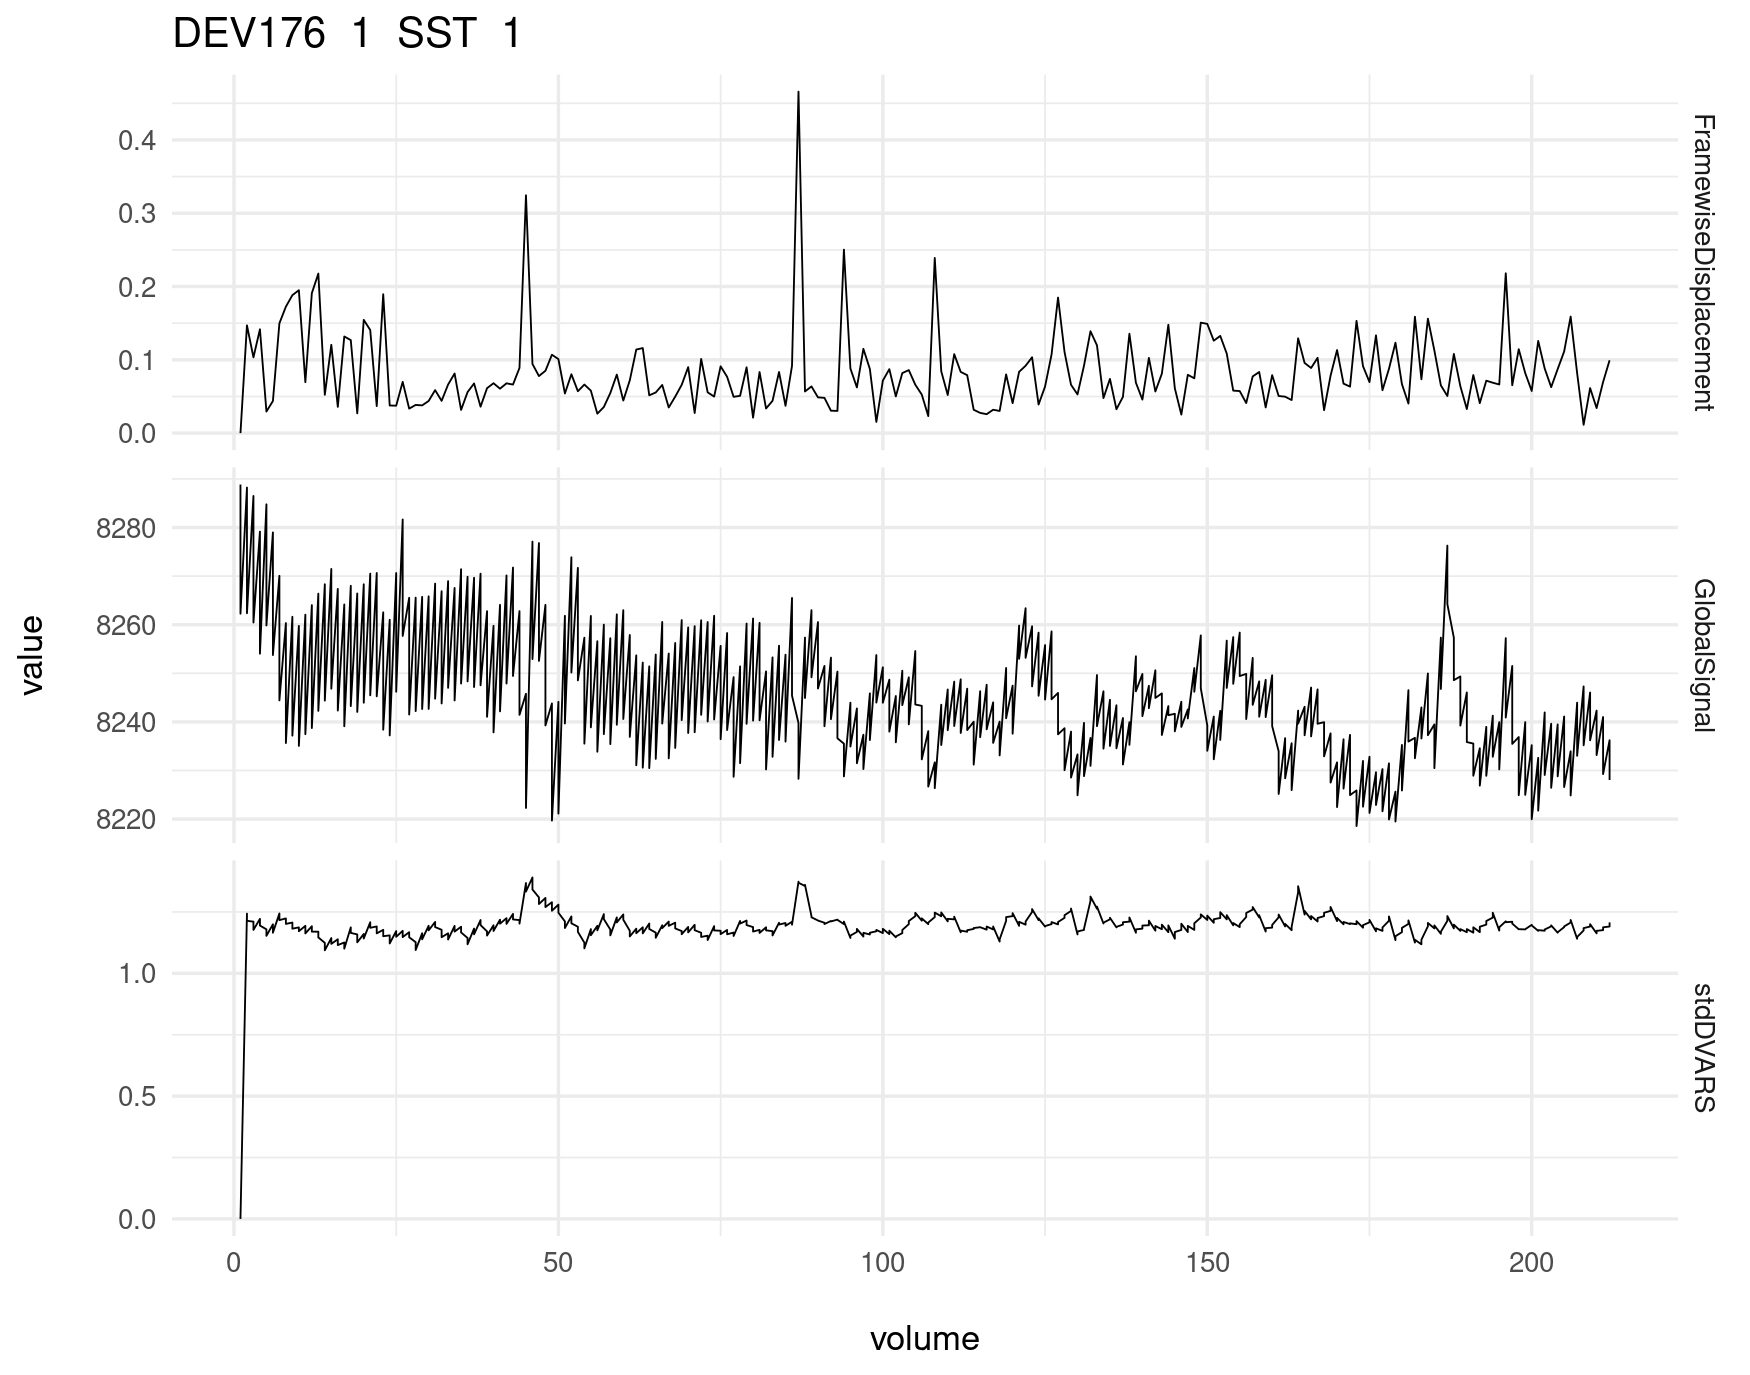 DEV176 1 SST 1
0.4
0.3
0.2
0.1
0.0
FramewiseDisplacement
8280
8260
8240
8220
GlobalSignal
value
1.0
0.5
0.0
stdDVARS
0 50 100 150 200
volume